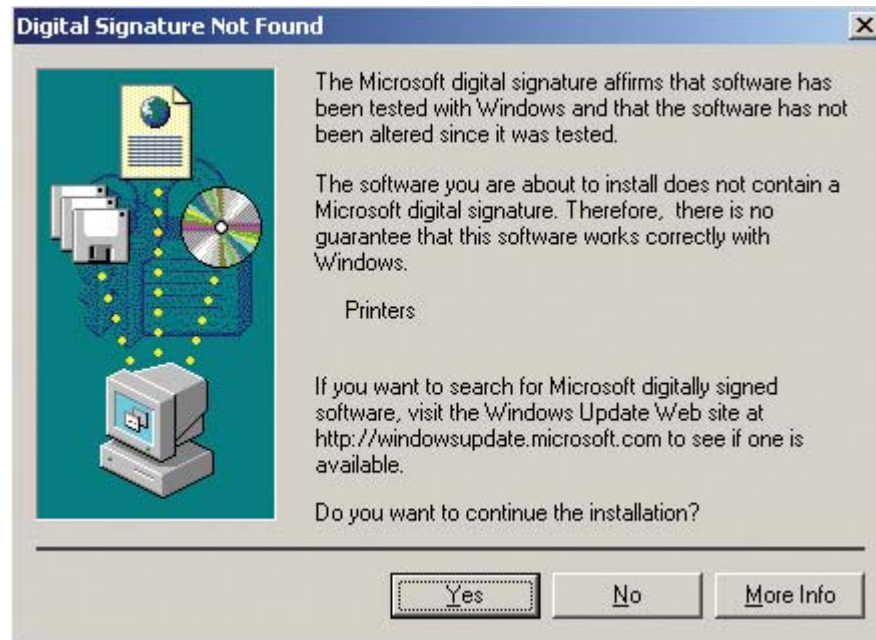 Digital Signature Not Found
The Microsoft digital signature affirms that software has
been tested with Windows and that the software has not
been altered since it was tested.
The software you are about to install does not contain a
Microsoft digital signature. Therefore,  there is no
guarantee that this software works correctly with
Windows.
Printers
If you want to search for Microsoft digitally signed
software, visit the Windows Update Web site at
http://windowsupdate.microsoft.com to see if one is
available.
Do you want to continue the installation?
Yes No More Info